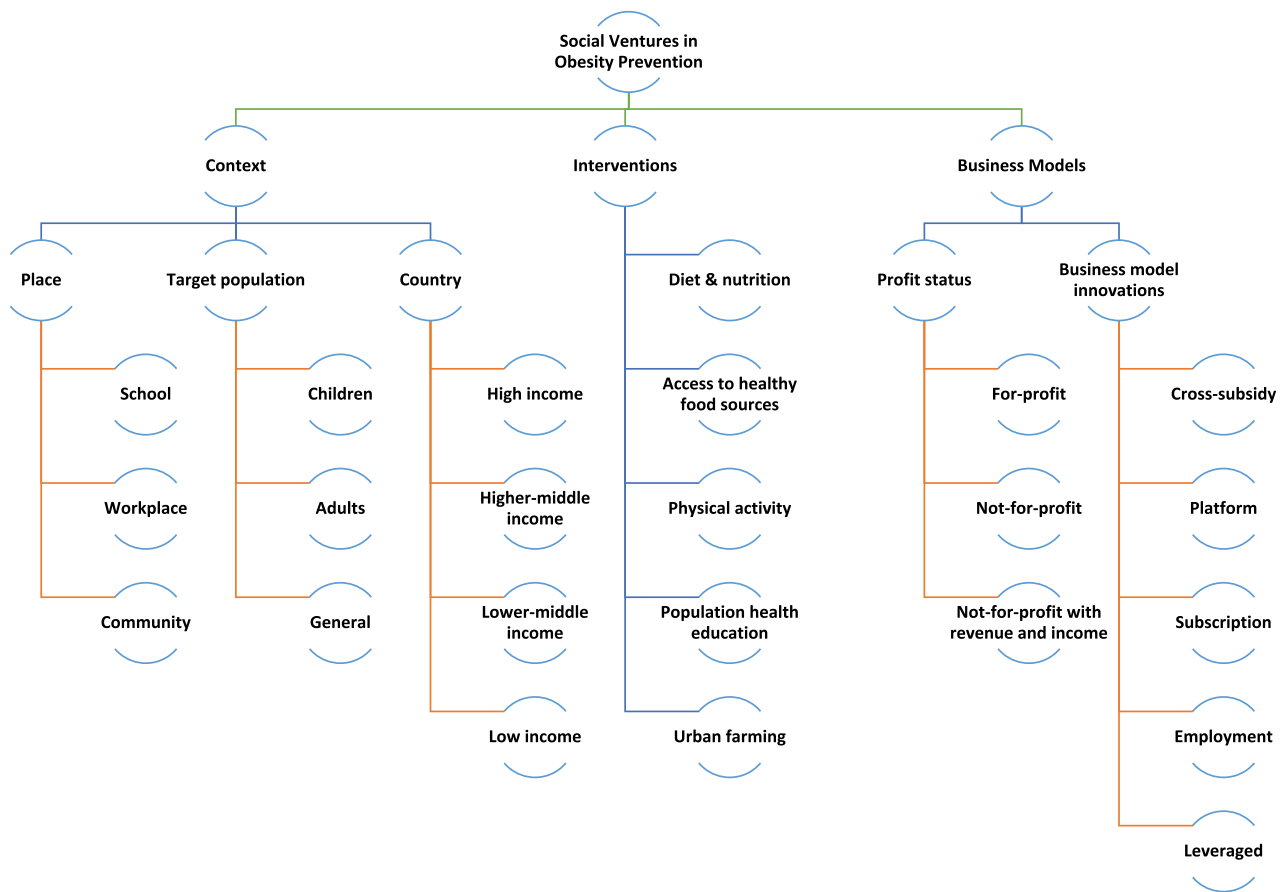 Social Ventures in
Obesity Prevention
Context
Interventions
Business Models
Place
Target population
Country
Diet & nutrition
Profit status
Business model
innovations
School
Children
High income
Access to healthy
food sources
For-profit
Cross-subsidy
Workplace
Adults
Higher-middle
income
Physical activity
Not-for-profit
Platform
Community
General
Lower-middle
income
Population health
education
Not-for-profit with
revenue and income
Subscription
Low income
Urban farming
Employment
Leveraged